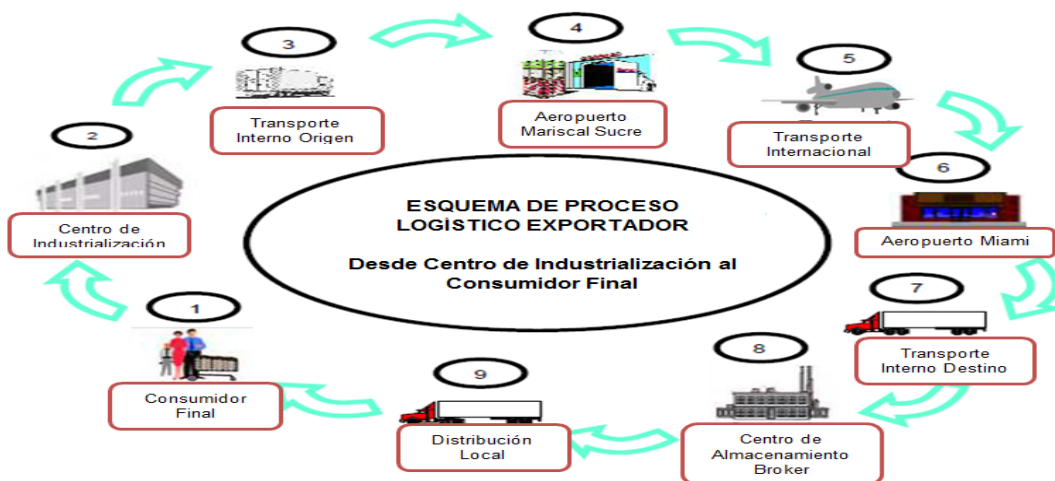 ESQUEMA DE PROCESO
LOGÍSTICO EXPORTADOR
Desde Centro de Industrialización al
Consumidor Final
1
Consumidor
Final
2
Centro de
Industrialización
3
Transporte
Interno Origen
4
Aeropuerto
Mariscal Sucre
5
Transporte
Internacional
6
Aeropuerto Miami
7
Transporte
Interno Destino
8
Centro de
Almacenamiento
Broker
9
Distribución
Local